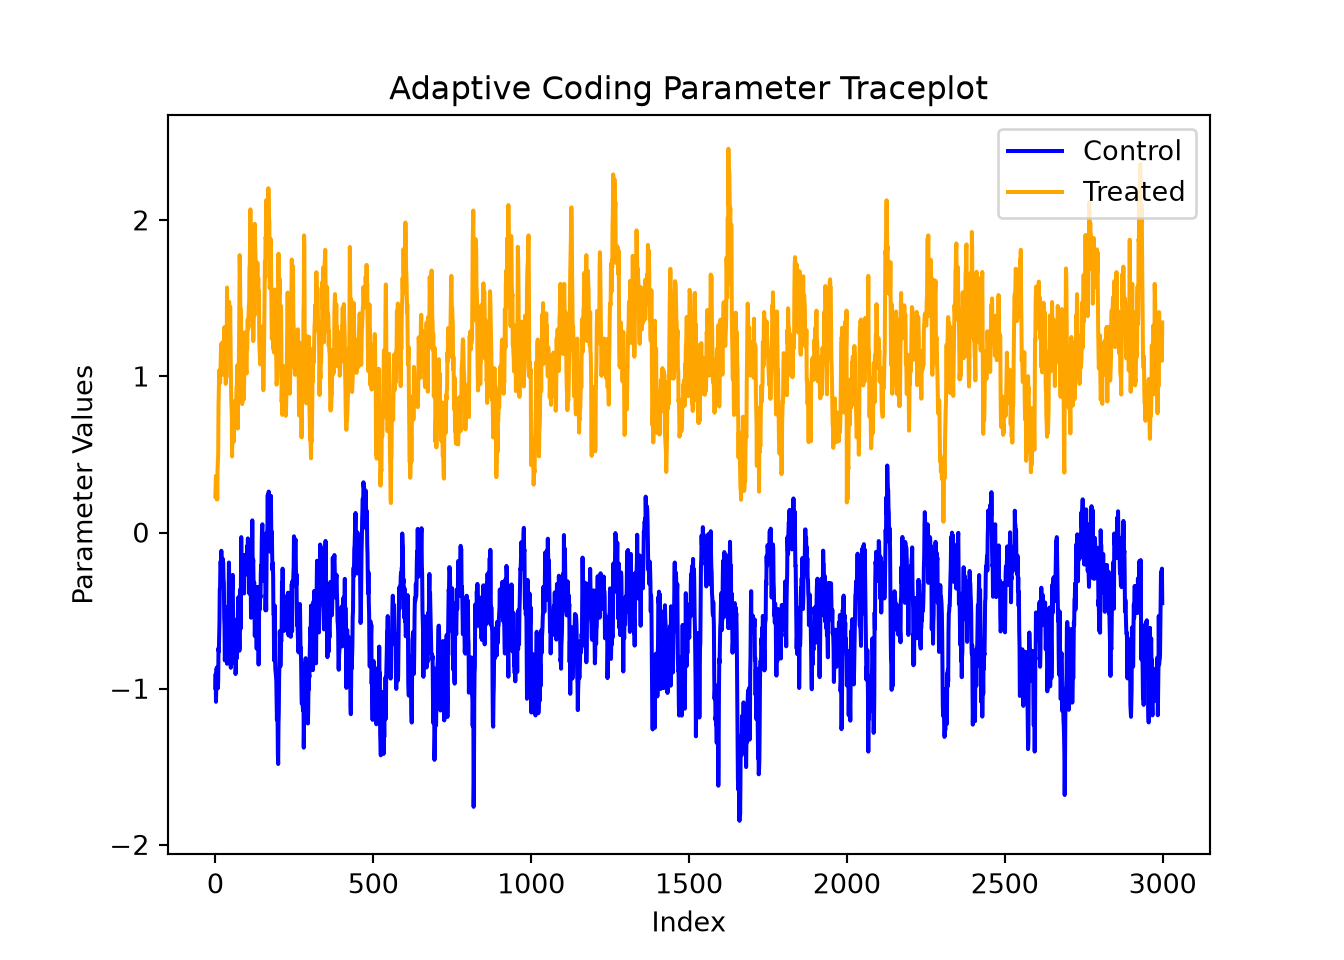 Adaptive Coding Parameter Traceplot
Control
Treated
Parameter Values
2
1
0
−1
−2
0 500 1000 1500 2000 2500 3000
Index